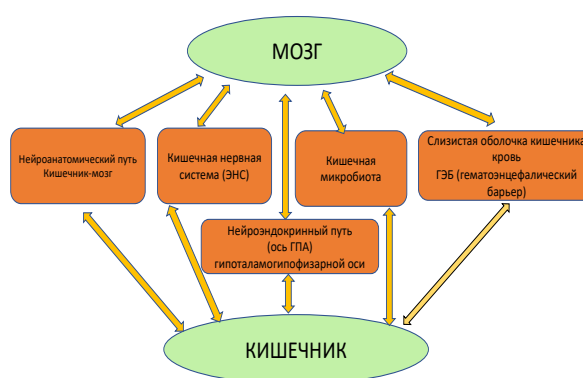 МОЗГ
Нейроанатомический путь
Кишечник-мозг
Кишечная нервная
система (ЭНС)
Кишечная
микробиота
Слизистая оболочка кишечника
кровь
ГЭБ (гематоэнцефалический
барьер)
Нейроэндокринный путь
(ось ГПА)
гипоталамогипофизарной оси
КИШЕЧНИК